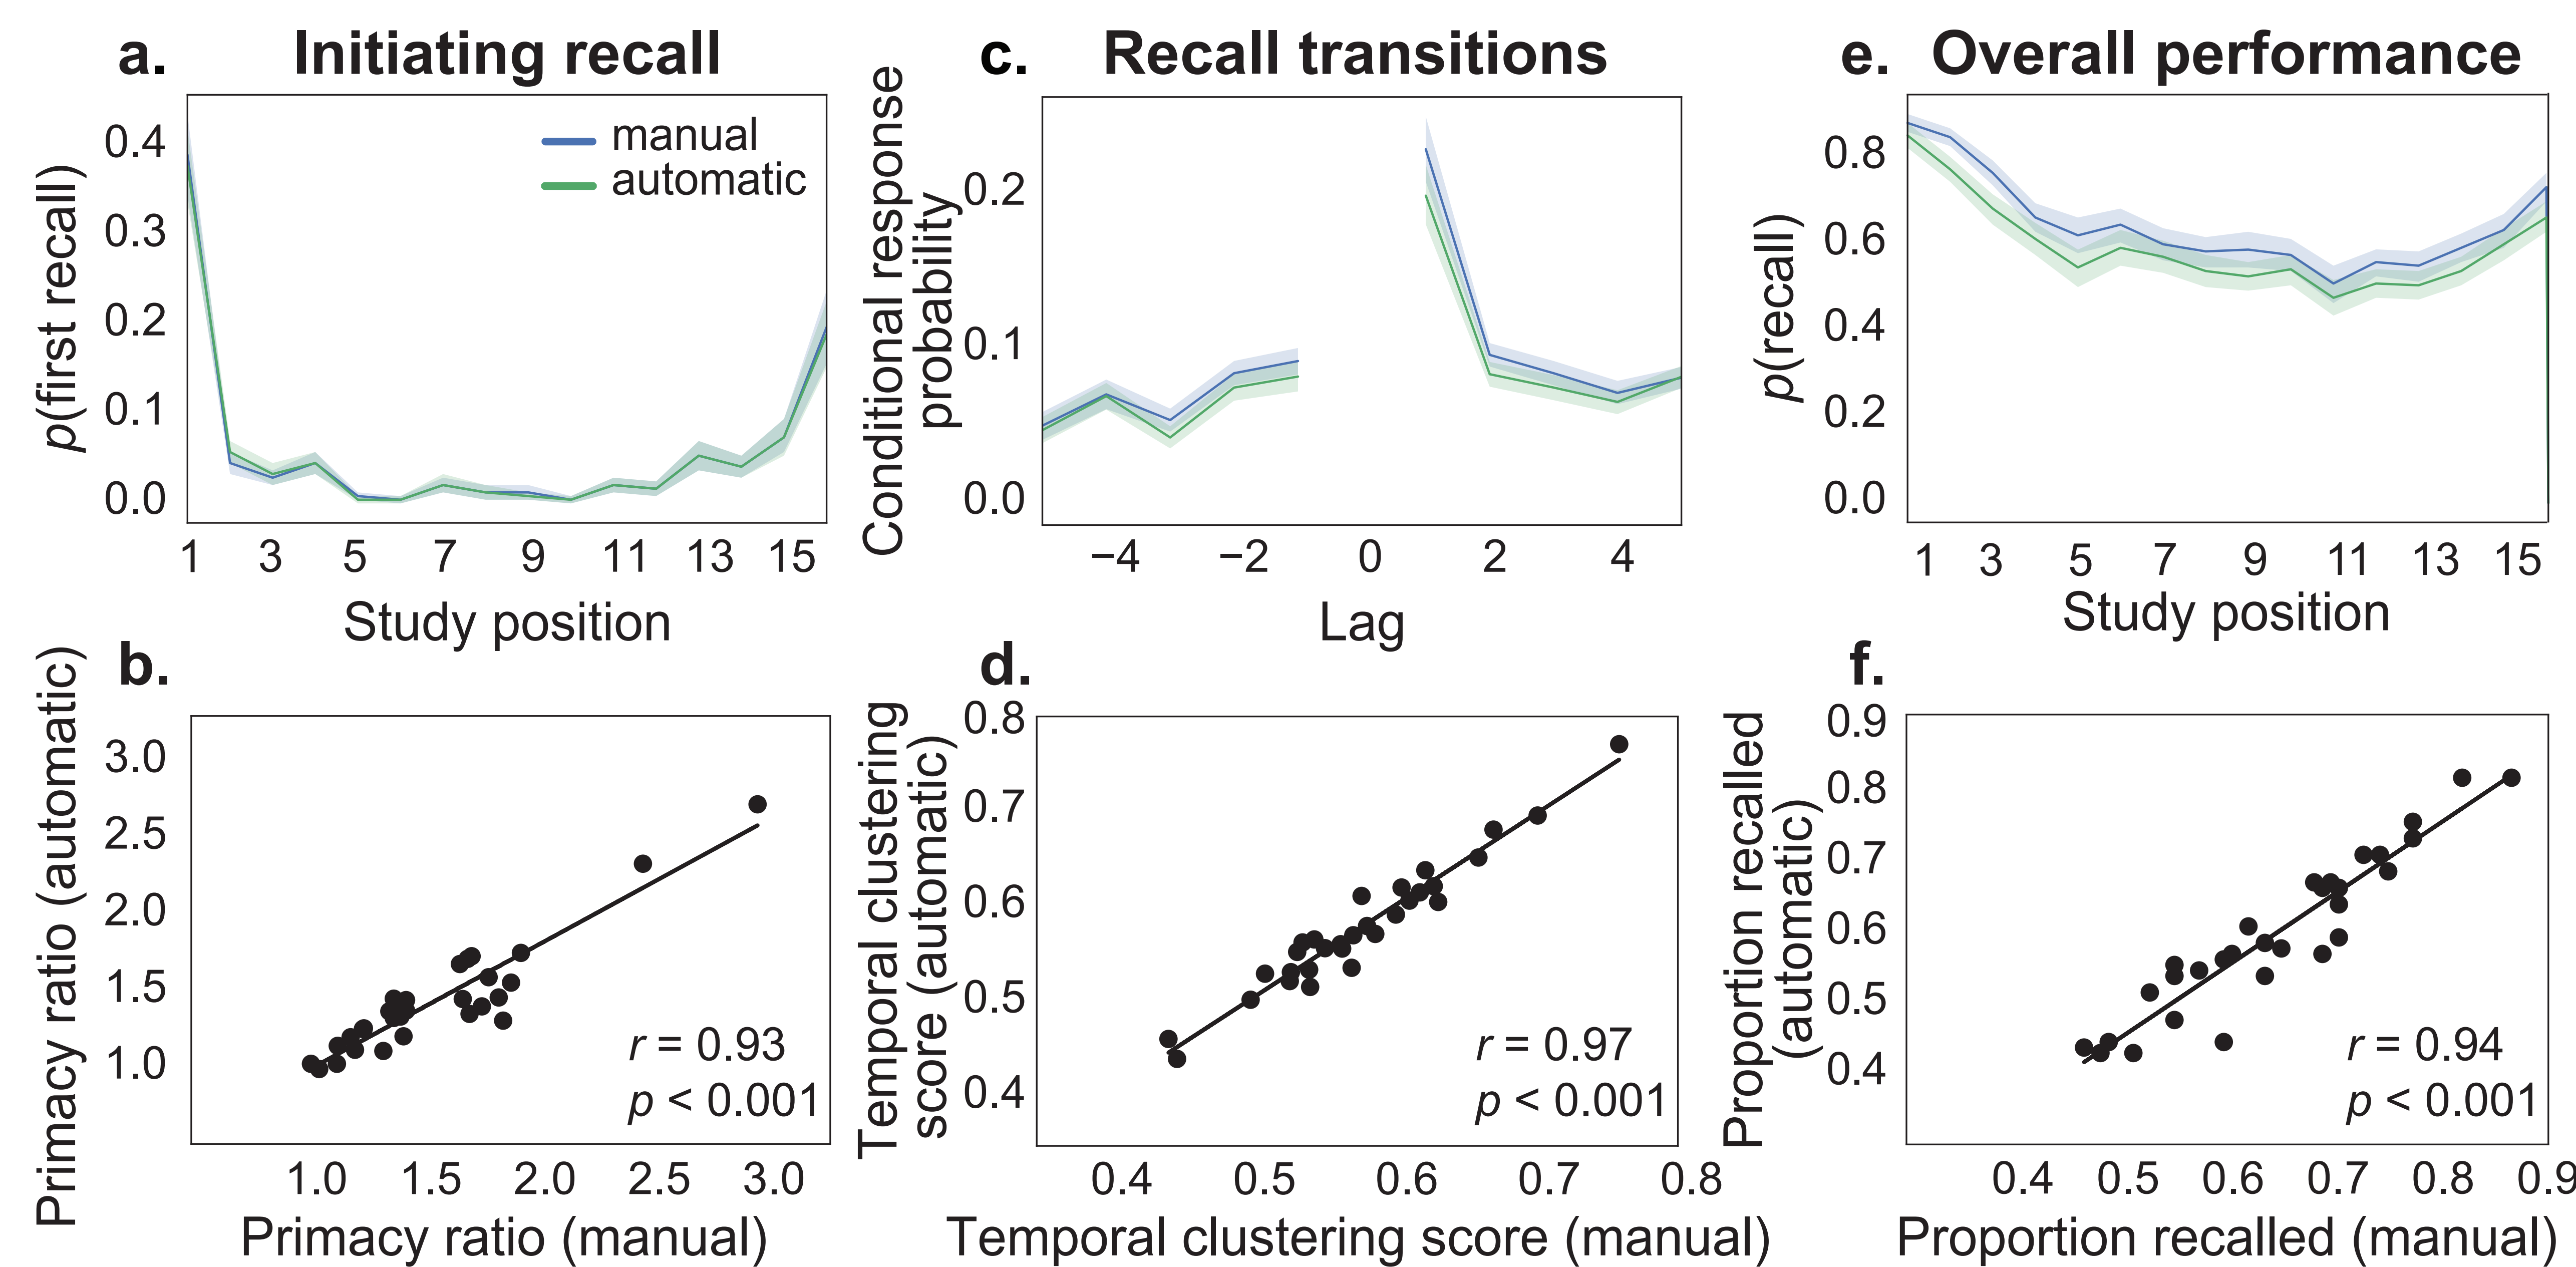 a. Initiating recall
p(first recall)
0.4
0.3
0.2
0.1
0.0
manual
automatic
1 3 5 7 9 11 13 15
Study position
c. Recall transitions
Conditional response
probability
0.2
0.1
0.0
−4 −2 0 2 4
Lag
e. Overall performance
p(recall)
0.8
0.6
0.4
0.2
0.0
1 3 5 7 9 11 13 15
Study position
b.
Primacy ratio (automatic)
3.0
2.5
2.0
1.5
1.0
r = 0.93
p < 0.001
1.0 1.5 2.0 2.5 3.0
Primacy ratio (manual)
d.
Temporal clustering
score (automatic)
0.8
0.7
0.6
0.5
0.4
r = 0.97
p < 0.001
0.4 0.5 0.6 0.7 0.8
Temporal clustering score (manual)
f.
Proportion recalled
(automatic)
0.9
0.8
0.7
0.6
0.5
0.4
r = 0.94
p < 0.001
0.4 0.5 0.6 0.7 0.8 0.9
Proportion recalled (manual)